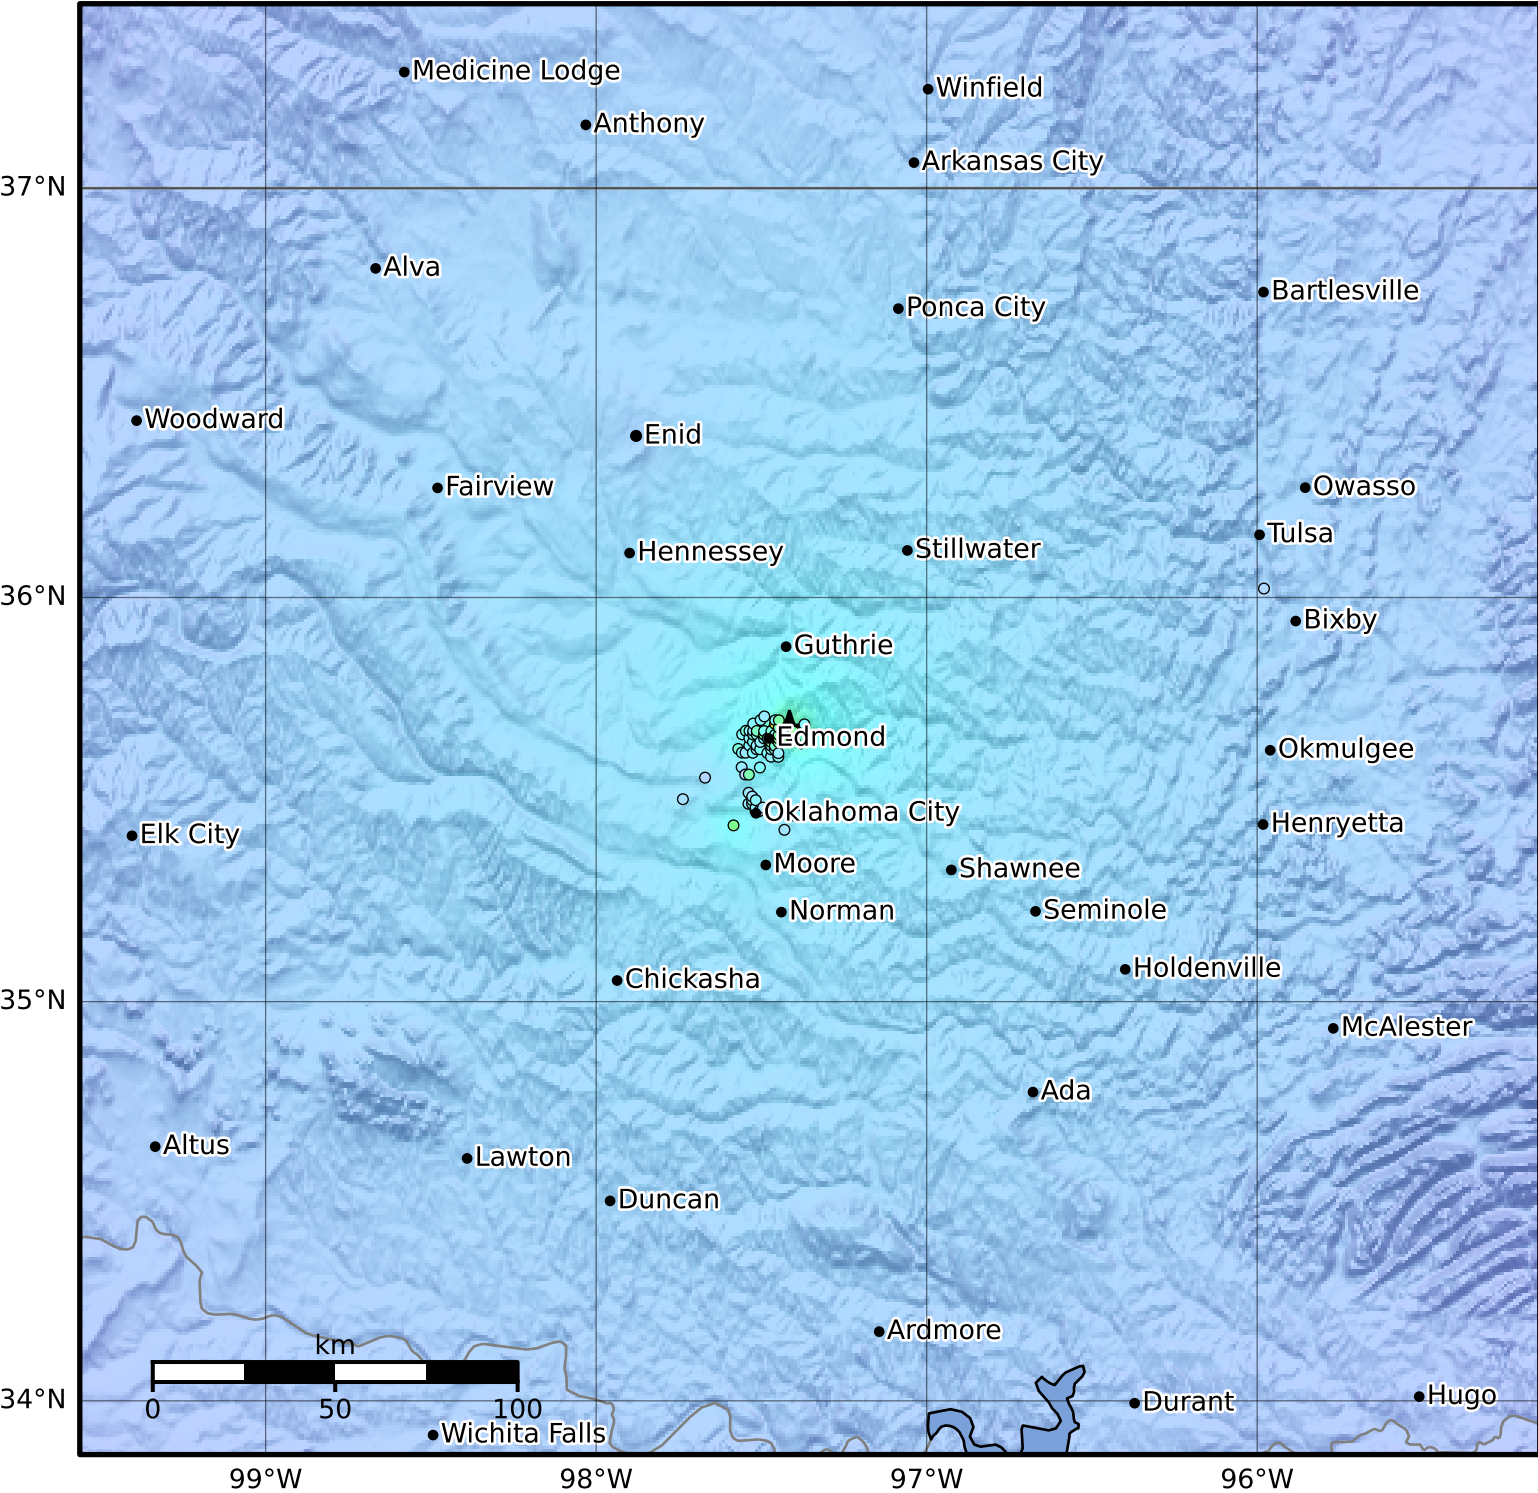 Medicine Lodge
Winfield
Anthony
Arkansas City
37°N
Alva
Bartlesville
Ponca City
Woodward
Enid
Fairview
Owasso
Tulsa
Hennessey
Stillwater
36°N
Bixby
Guthrie
Edmond
Okmulgee
Oklahoma City
Henryetta
Elk City
Moore
Shawnee
Norman
Seminole
Holdenville
Chickasha
35°N
McAlester
Ada
Altus
Lawton
Duncan
Ardmore
km
0 50 100
34°N
Durant
Hugo
Wichita Falls
99°W 98°W 97°W 96°W